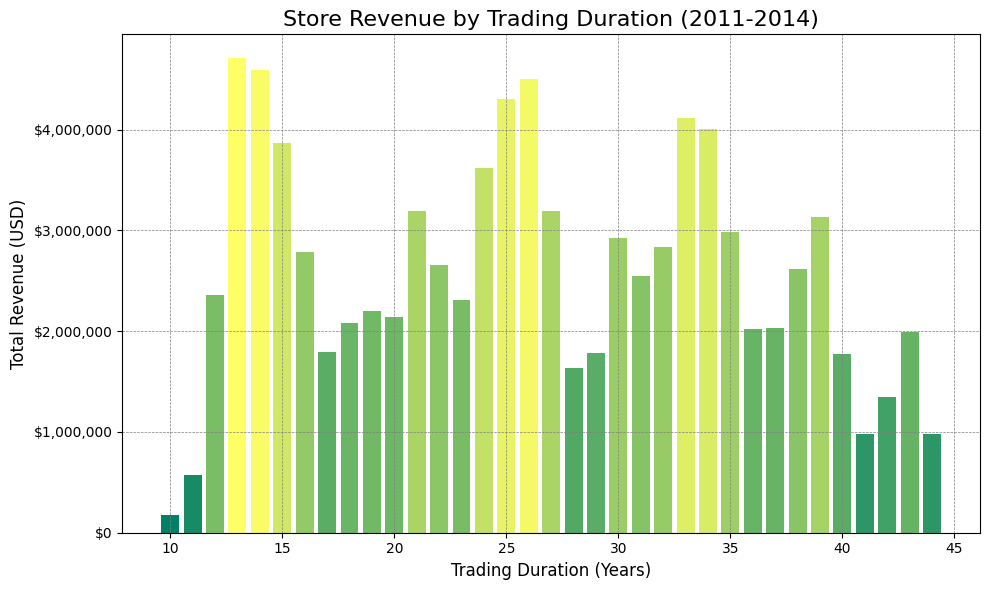 Store Revenue by Trading Duration (2011-2014)
Total Revenue (USD)
$4,000,000
$3,000,000
$2,000,000
$1,000,000
$0
10 15 20 25 30 35 40 45
Trading Duration (Years)